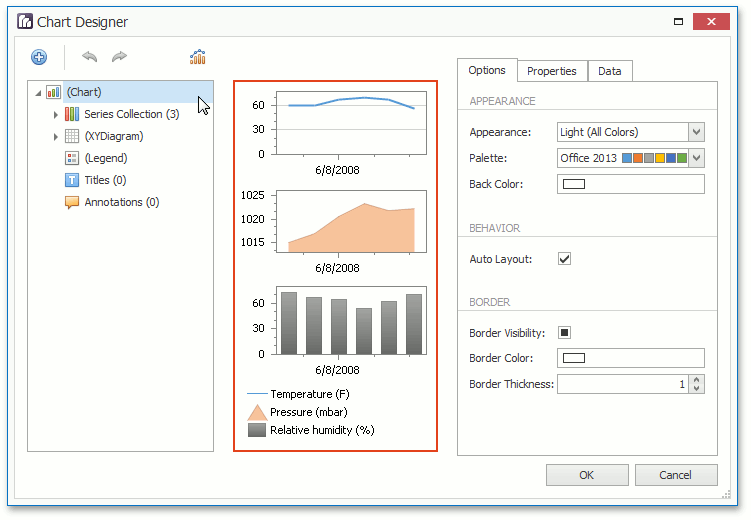 Chart Designer
(Chart)
Series Collection (3)
(XYDiagram)
(Legend)
Titles (0)
Annotations (0)
60
30
0
6/8/2008
1025
1020
1015
6/8/2008
60
30
0
6/8/2008
Temperature (F)
Pressure (mbar)
Relative humidity (%)
Options Properties Data
APPEARANCE
Appearance: Light (All Colors)
Palette: Office 2013
Back Color:
BEHAVIOR
Auto Layout:
BORDER
Border Visibility:
Border Color:
Border Thickness: 1
OK Cancel